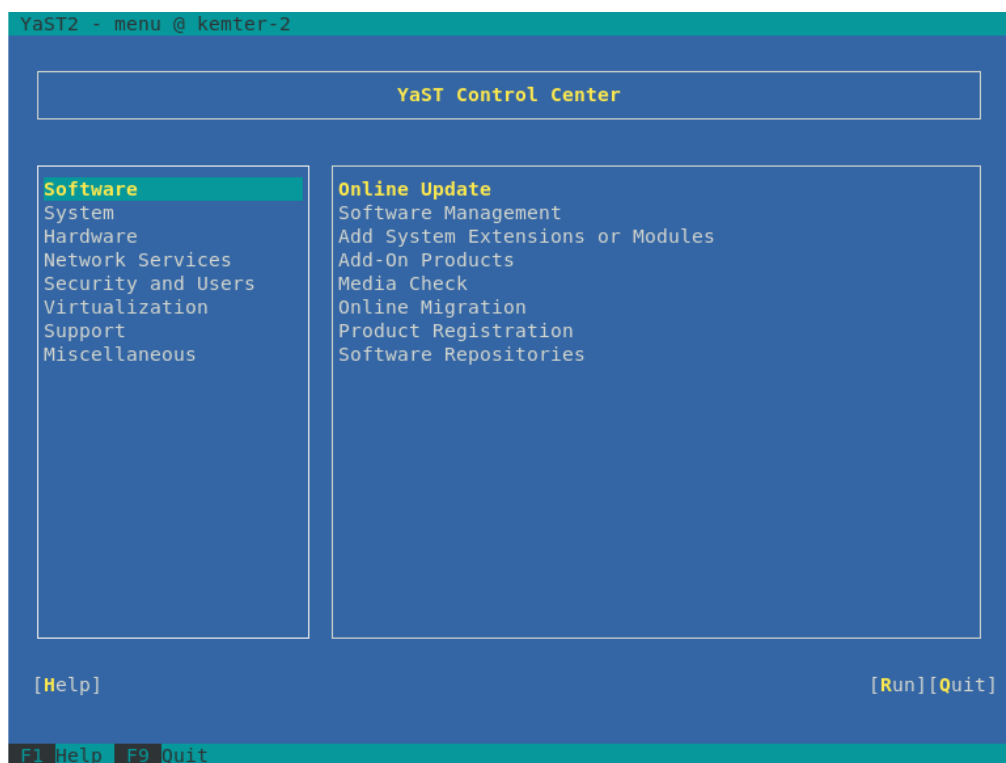 YaST2 - menu @ kemter-2
YaST Control Center
Software
System
Hardware
Network Services
Security and Users
Virtualization
Support
Miscellaneous
Online Update
Software Management
Add System Extensions or Modules
Add-On Products
Media Check
Online Migration
Product Registration
Software Repositories
[Help] [Run][Quit]
F1 Help F9 Quit